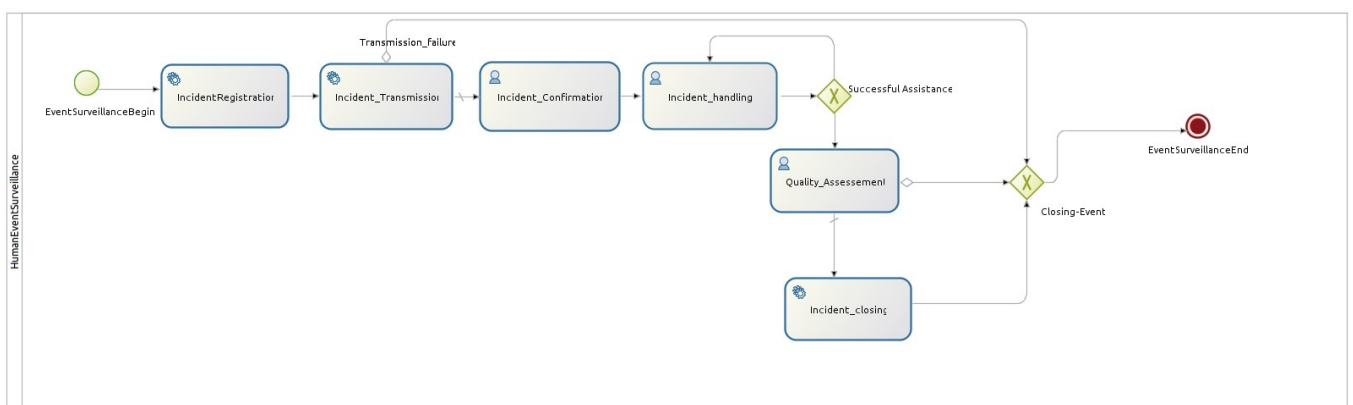 HumanEventSurveillance
Transmission_failure
EventSurveillanceBegin
IncidentRegistration
Incident_Transmission
Incident_Confirmation
Incident_handling
Successful Assistance
Quality_Assessement
Closing-Event
EventSurveillanceEnd
Incident_closing